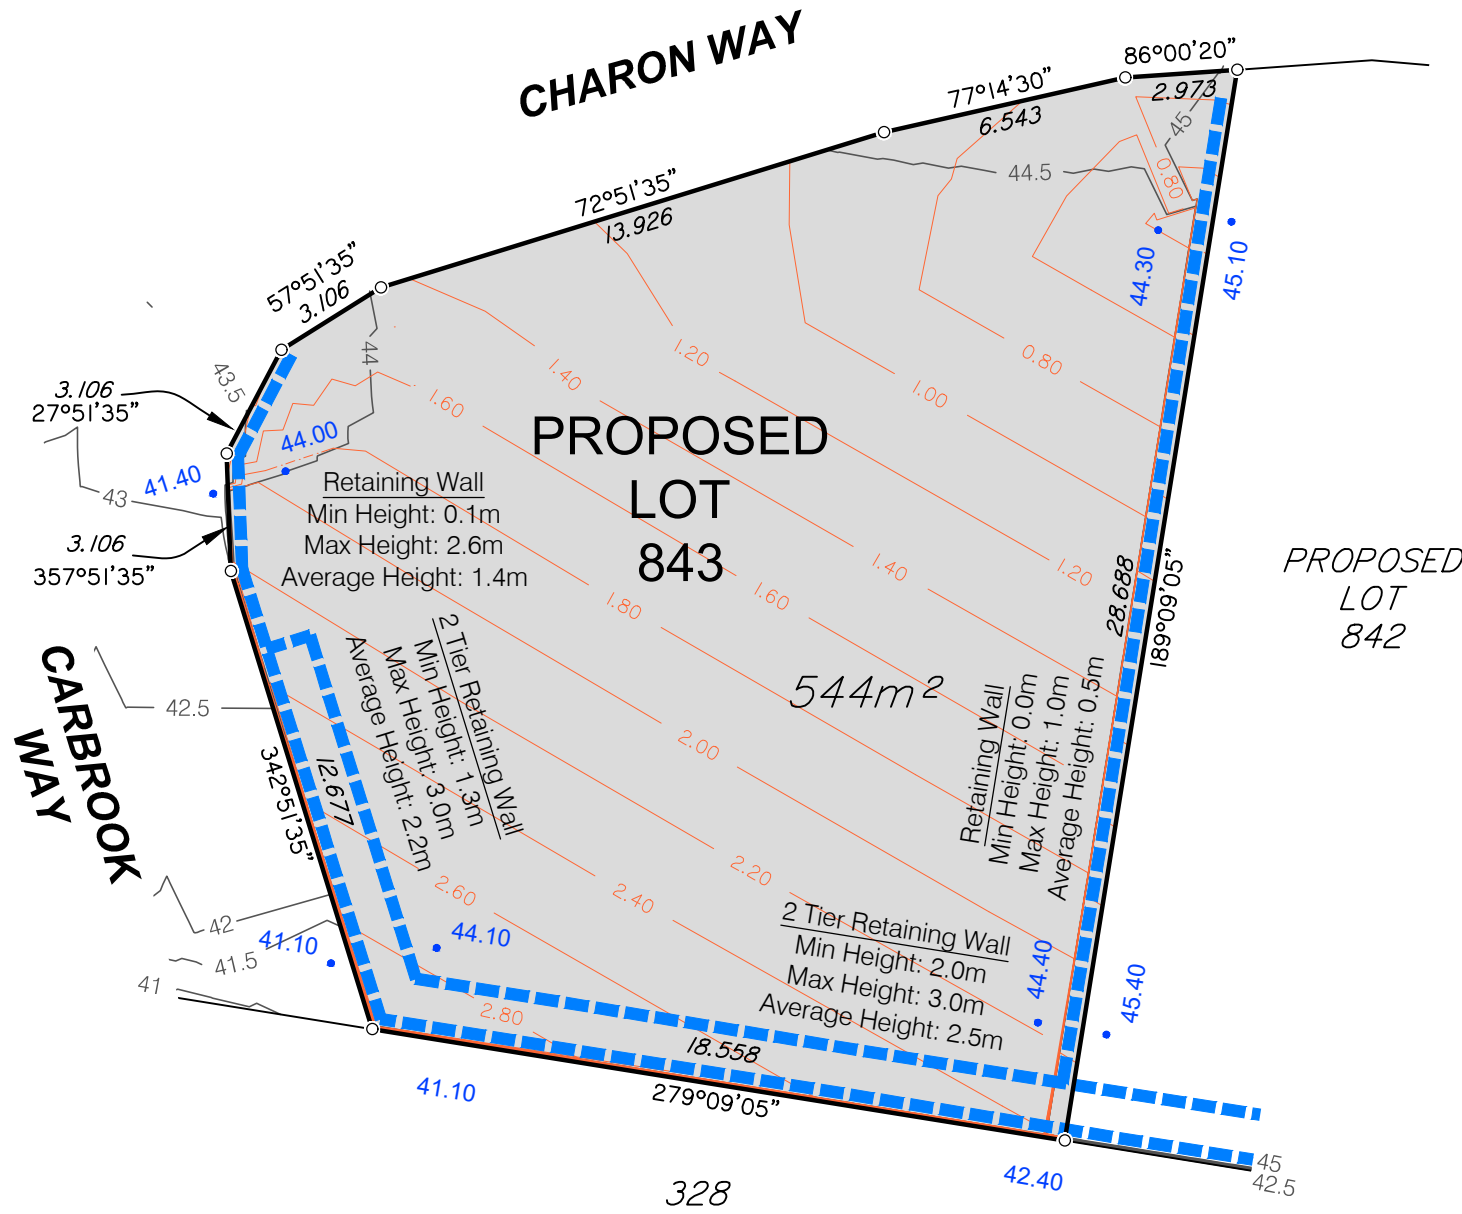 CHARON WAY
86°00'20"
2.973
77°14'30"
6.543
72°51'35"
13.926
57°51'35"
3.106
3.106
27°51'35"
43.5
44
44.5
45
0.80
44.30
45.10
44.00
41.40
43
3.106
357°51'35"
1.60
1.40
1.20
1.00
0.80
PROPOSED
LOT
843
Retaining Wall
Min Height: 0.1m
Max Height: 2.6m
Average Height: 1.4m
1.80
1.60
1.40
1.20
28.688
189°09'05"
PROPOSED
LOT
842
544m²
2 Tier Retaining Wall
Min Height: 1.3m
Max Height: 3.0m
Average Height: 2.2m
CARBROOK
WAY
42.5
342°51'35"
12.677
2.00
2.20
2.40
2.60
2.80
Retaining Wall
Min Height: 0.0m
Max Height: 1.0m
Average Height: 0.5m
2 Tier Retaining Wall
Min Height: 2.0m
Max Height: 3.0m
Average Height: 2.5m
42
41.10
41.5
41
44.10
44.40
45.40
18.558
279°09'05"
41.10
42.40
45
42.5
328